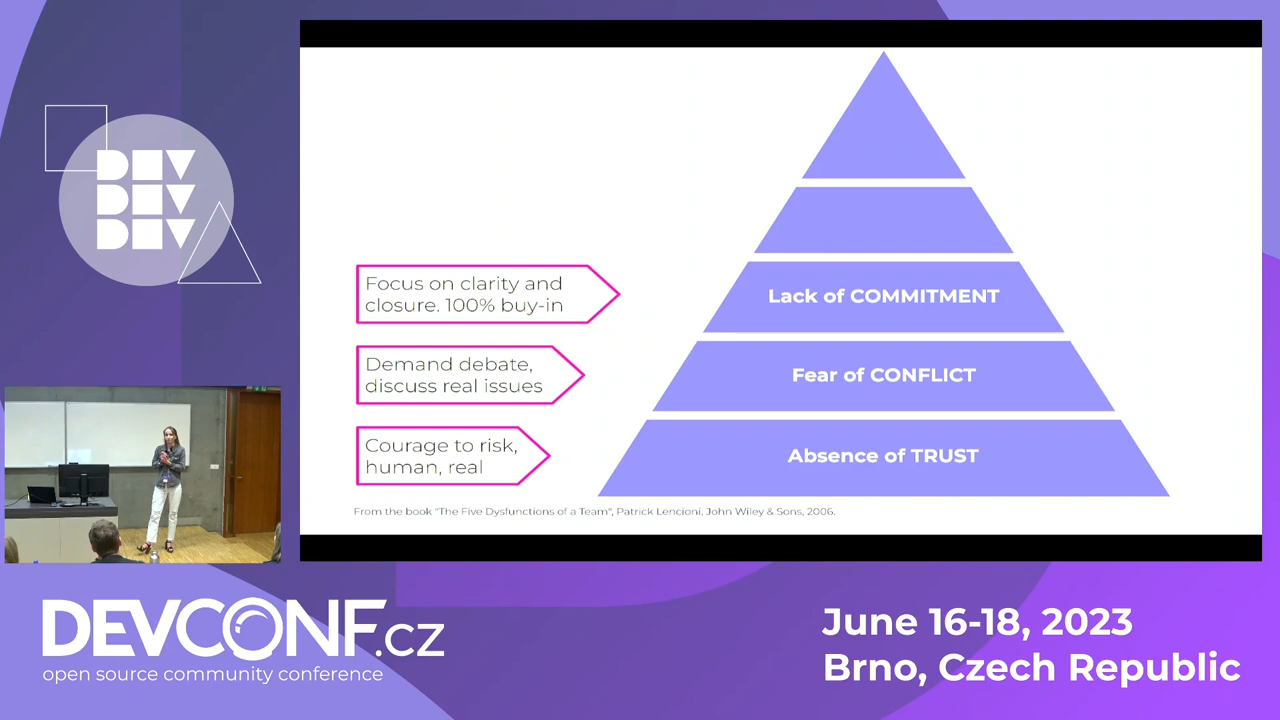 DEV
DEV
DEV
Focus on clarity and
closure. 100% buy-in
Demand debate,
discuss real issues
Courage to risk,
human, real
Lack of COMMITMENT
Fear of CONFLICT
Absence of TRUST
From the book "The Five Dysfunctions of a Team", Patrick Lencioni, John Wiley & Sons, 2006.
DEVCONF.cz
open source community conference
June 16-18, 2023
Brno, Czech Republic